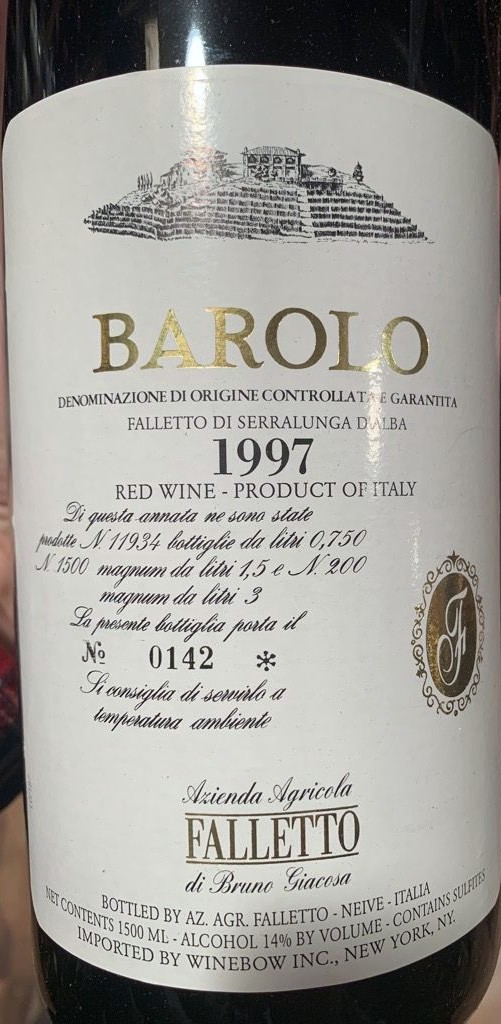 BAROLO
DENOMINAZIONE DI ORIGINE CONTROLLATA E GARANTITA
FALLETTO DI SERRALUNGA D'ALBA
1997
RED WINE - PRODUCT OF ITALY
Di questa annata ne sono state
prodotte N. 11934 bottiglie da litri 0,750
N. 1500 magnum da litri 1,5 e N. 200
magnum da litri 3
La presente bottiglia porta il
№ 0142 *
Si consiglia di servirlo a
temperatura ambiente
F
Azienda Agricola
FALLETTO
di Bruno Giacosa
BOTTLED BY AZ. AGR. FALLETTO - NEIVE - ITALIA
NET CONTENTS 1500 ML - ALCOHOL 14% BY VOLUME - CONTAINS SULFITES
IMPORTED BY WINEBOW INC., NEW YORK, NY.